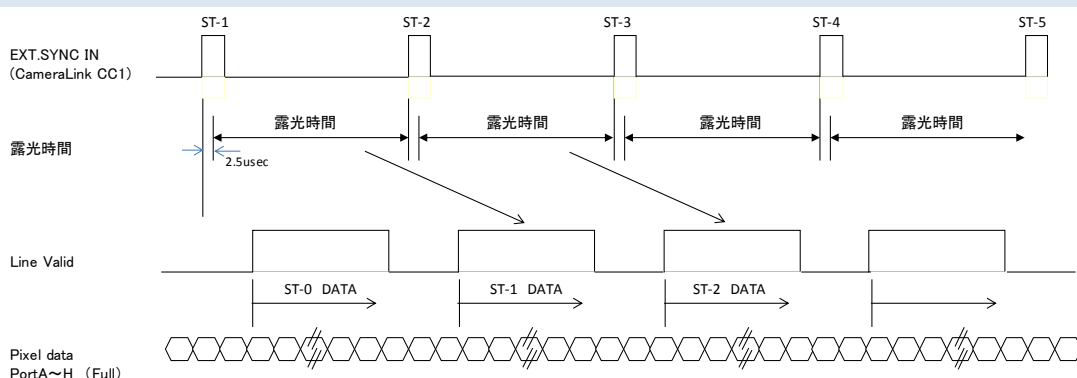 ST-1 ST-2 ST-3 ST-4 ST-5
EXT.SYNC IN
(CameraLink CC1)
露光時間 露光時間 露光時間 露光時間
露光時間
2.5usec
Line Valid
ST-0 DATA ST-1 DATA ST-2 DATA
Pixel data
PortA～H (Full)